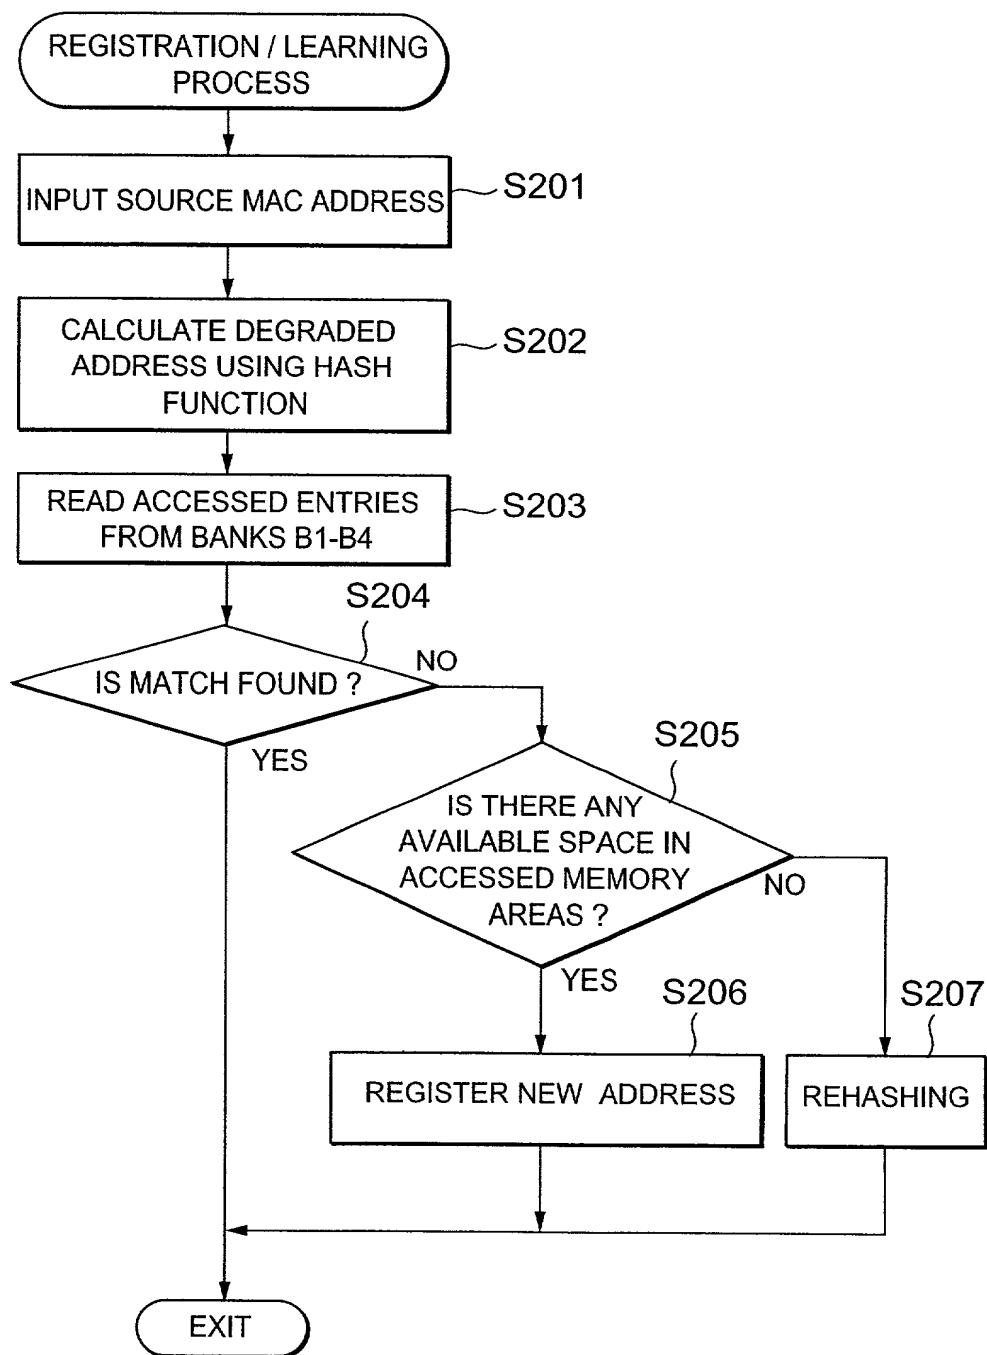 REGISTRATION / LEARNING
PROCESS
INPUT SOURCE MAC ADDRESS
S201
CALCULATE DEGRADED
ADDRESS USING HASH
FUNCTION
S202
READ ACCESSED ENTRIES
FROM BANKS B1-B4
S203
S204
IS MATCH FOUND ?
NO
YES
S205
IS THERE ANY
AVAILABLE SPACE IN
ACCESSED MEMORY
AREAS ?
NO
YES
S206
REGISTER NEW ADDRESS
S207
REHASHING
EXIT